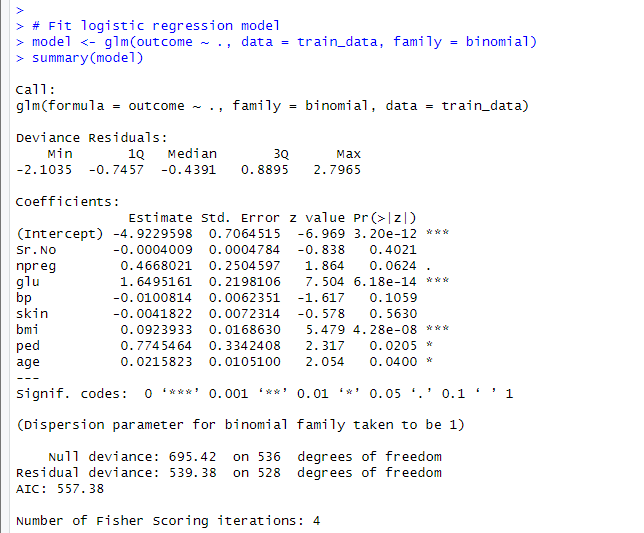 >
> # Fit logistic regression model
> model <- glm(outcome ~ ., data = train_data, family = binomial)
> summary(model)

Call:
glm(formula = outcome ~ ., family = binomial, data = train_data)

Deviance Residuals:
    Min       1Q   Median       3Q      Max
-2.1035  -0.7457  -0.4391   0.8895   2.7965

Coefficients:
              Estimate Std. Error z value Pr(>|z|)
(Intercept) -4.9229598  0.7064515  -6.969 3.20e-12 ***
Sr.No       -0.0004009  0.0004784  -0.838   0.4021
npreg        0.4668021  0.2504597   1.864   0.0624 .
glu          1.6495161  0.2198106   7.504 6.18e-14 ***
bp          -0.0100814  0.0062351  -1.617   0.1059
skin        -0.0041822  0.0072314  -0.578   0.5630
bmi          0.0923933  0.0168630   5.479 4.28e-08 ***
ped          0.7745464  0.3342408   2.317   0.0205 *
age          0.0215823  0.0105100   2.054   0.0400 *
---
Signif. codes:  0 ‘***’ 0.001 ‘**’ 0.01 ‘*’ 0.05 ‘.’ 0.1 ‘ ’ 1

(Dispersion parameter for binomial family taken to be 1)

    Null deviance: 695.42  on 536  degrees of freedom
Residual deviance: 539.38  on 528  degrees of freedom
AIC: 557.38

Number of Fisher Scoring iterations: 4